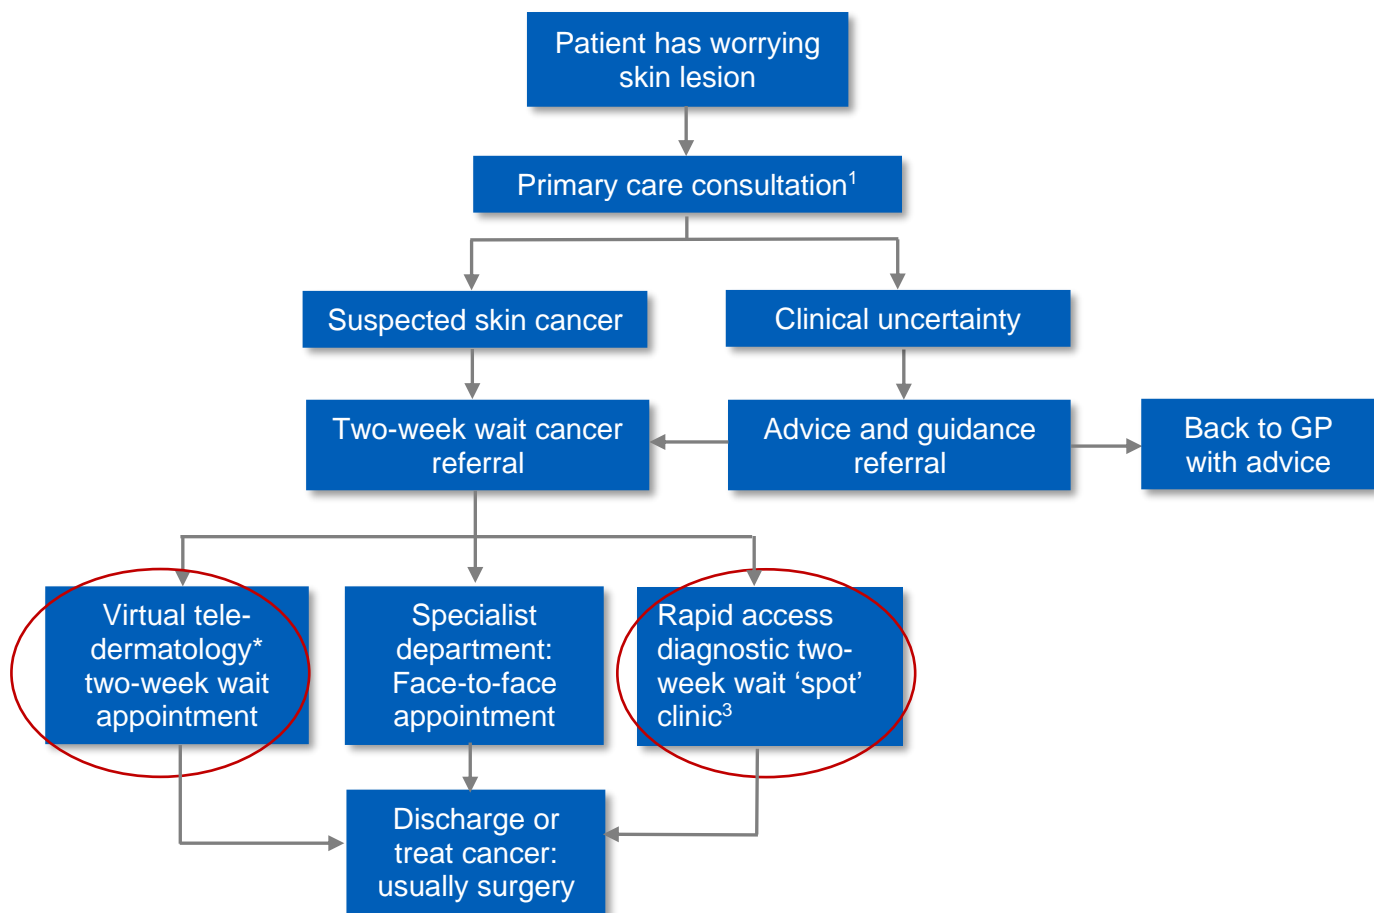 Patient has worrying
skin lesion
Primary care consultation¹
Suspected skin cancer
Clinical uncertainty
Two-week wait cancer
referral
Advice and guidance
referral
Back to GP
with advice
Virtual tele-
dermatology*
two-week wait
appointment
Specialist
department:
Face-to-face
appointment
Rapid access
diagnostic two-
week wait ‘spot’
clinic³
Discharge or
treat cancer:
usually surgery